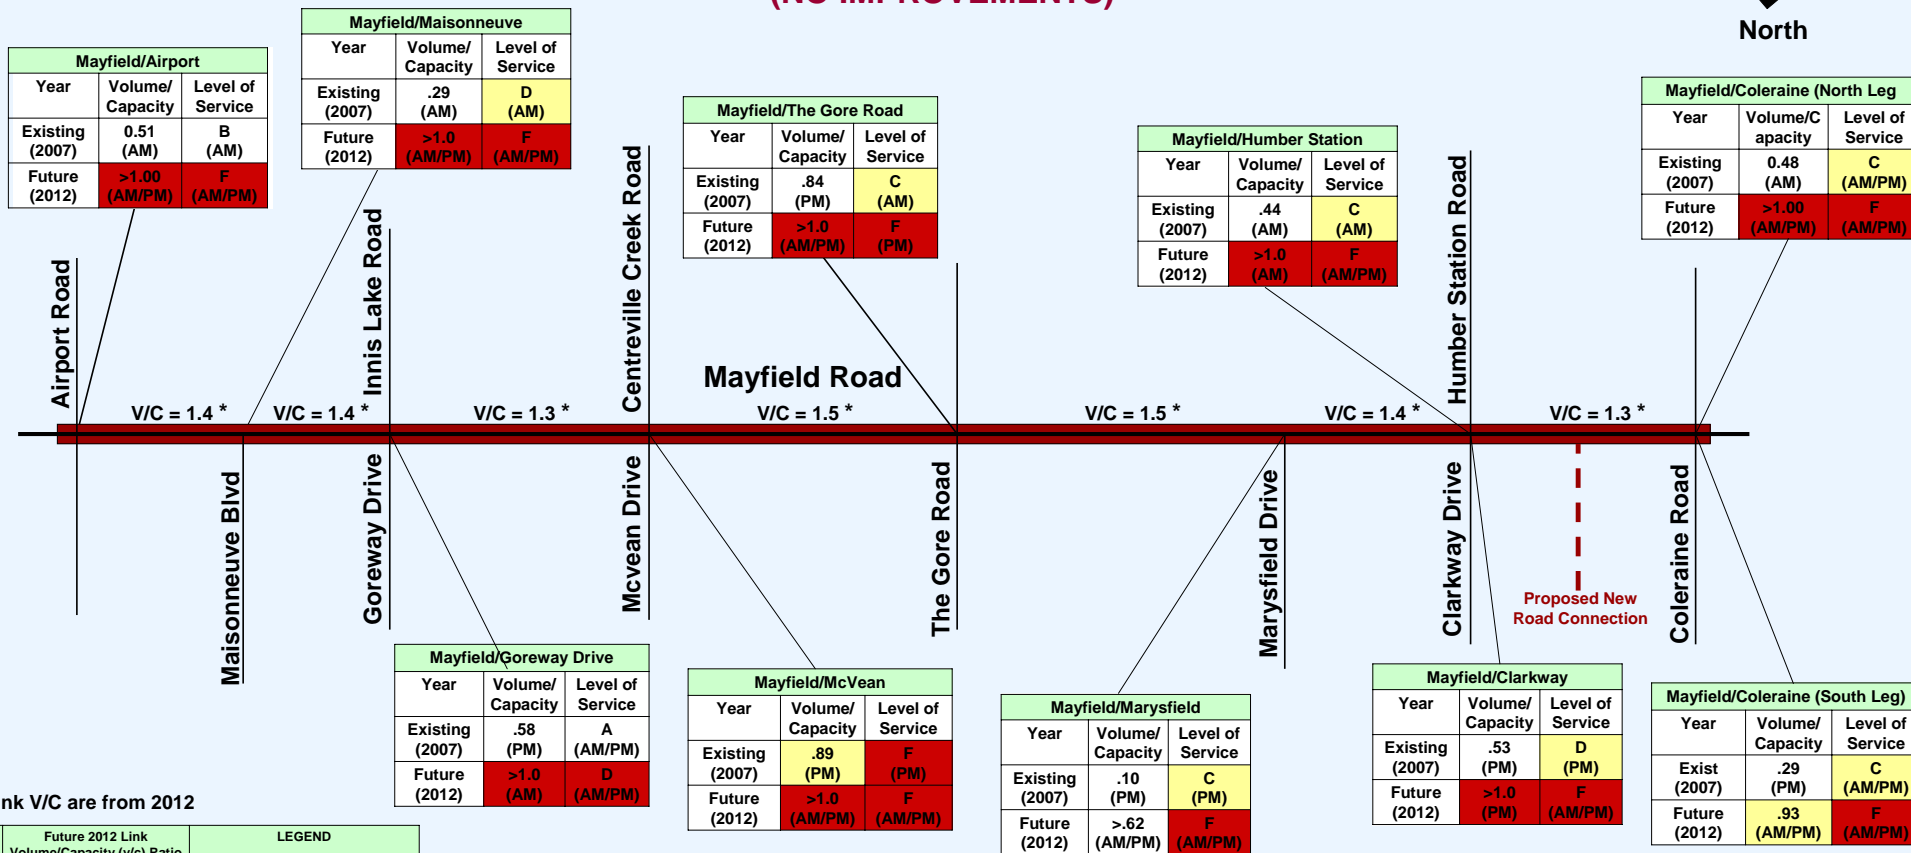 (NO IMPROVEMENTS)
North
Mayfield/Airport
Year Volume/ Level of
Capacity Service
Existing 0.51 B
(2007) (AM) (AM)
Future >1.00 F
(2012) (AM/PM) (AM/PM)
Mayfield/Maisonneuve
Year Volume/ Level of
Capacity Service
Existing .29 D
(2007) (AM) (AM)
Future >1.0 F
(2012) (AM/PM) (AM/PM)
Mayfield/The Gore Road
Year Volume/ Level of
Capacity Service
Existing .84 C
(2007) (PM) (AM)
Future >1.0 F
(2012) (AM/PM) (PM)
Mayfield/Humber Station
Year Volume/ Level of
Capacity Service
Existing .44 C
(2007) (AM) (AM)
Future >1.0 F
(2012) (AM) (AM/PM)
Mayfield/Coleraine (North Leg
Year Volume/C Level of
apacity Service
Existing 0.48 C
(2007) (AM) (AM/PM)
Future >1.00 F
(2012) (AM/PM) (AM/PM)
Airport Road
Innis Lake Road
Centreville Creek Road
Humber Station Road
Mayfield Road
V/C = 1.4 * V/C = 1.4 * V/C = 1.3 * V/C = 1.5 * V/C = 1.5 * V/C = 1.4 * V/C = 1.3 *
Maisonneuve Blvd
Goreway Drive
Mcvean Drive
The Gore Road
Marysfield Drive
Clarkway Drive
Coleraine Road
Proposed New
Road Connection
Mayfield/Goreway Drive
Year Volume/ Level of
Capacity Service
Existing .58 A
(2007) (PM) (AM/PM)
Future >1.0 D
(2012) (AM) (AM/PM)
Mayfield/McVean
Year Volume/ Level of
Capacity Service
Existing .89 F
(2007) (PM) (PM)
Future >1.0 F
(2012) (AM/PM) (AM/PM)
Mayfield/Marysfield
Year Volume/ Level of
Capacity Service
Existing .10 C
(2007) (PM) (PM)
Future >.62 F
(2012) (AM/PM) (AM/PM)
Mayfield/Clarkway
Year Volume/ Level of
Capacity Service
Existing .53 D
(2007) (PM) (PM)
Future >1.0 F
(2012) (PM) (AM/PM)
Mayfield/Coleraine (South Leg)
Year Volume/ Level of
Capacity Service
Exist .29 C
(2007) (PM) (AM/PM)
Future .93 F
(2012) (AM/PM) (AM/PM)
nk V/C are from 2012
Future 2012 Link
Volume/Capacity (v/c) Ratio
LEGEND